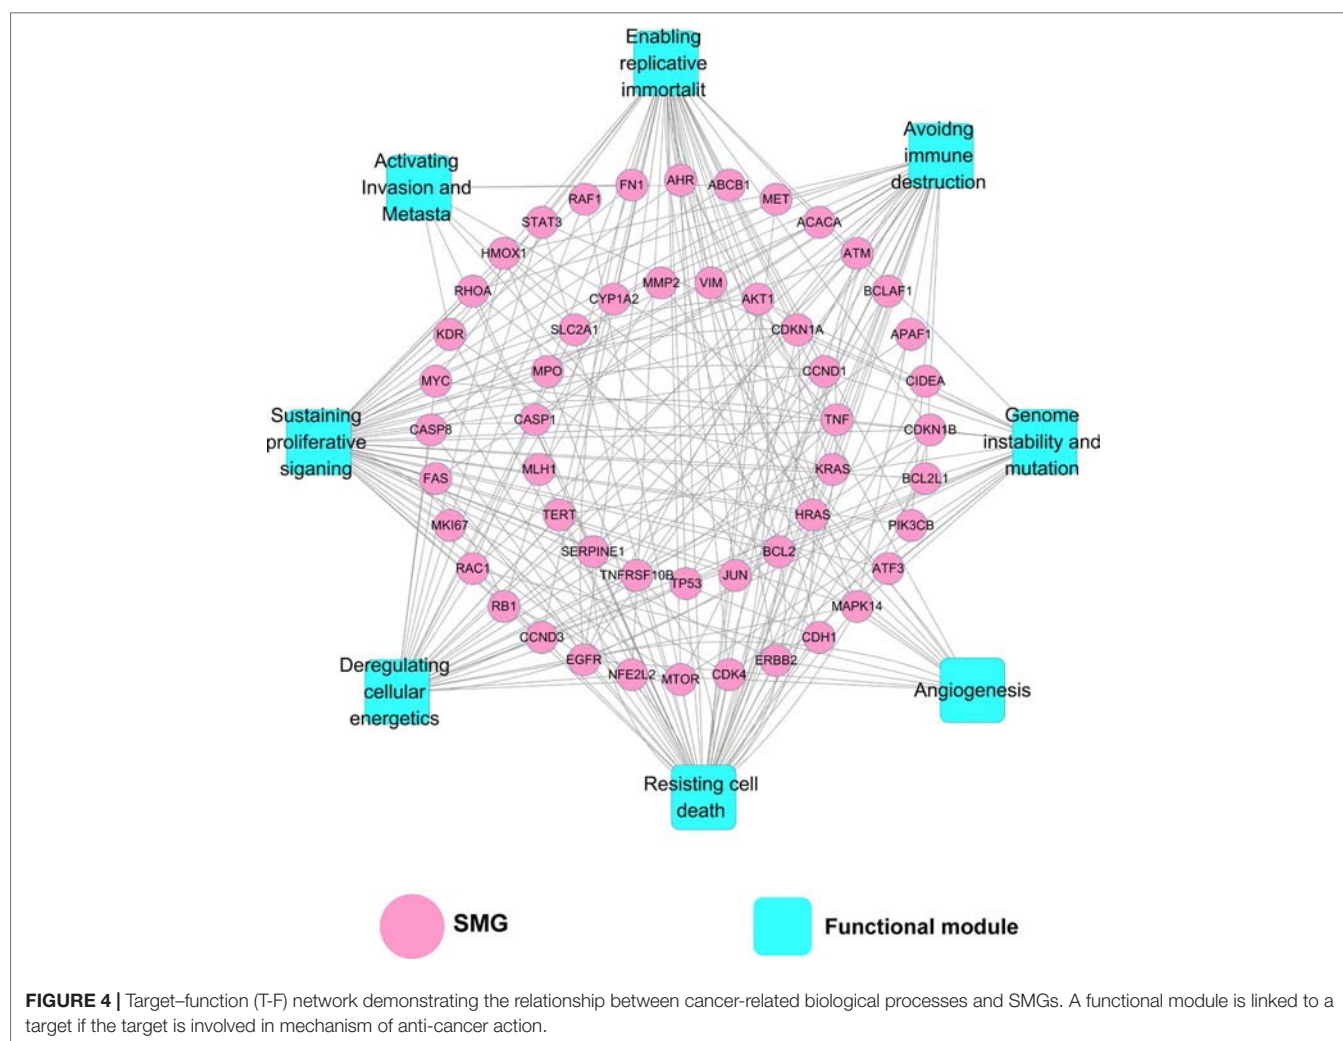 Enabling
replicative
immortalit
Avoidng
immune
destruction
Activating
Invasion and
Metasta
FN1
AHR
ABCB1
RAF1
MET
STAT3
ACACA
HMOX1
ATM
RHOA
MMP2
VIM
BCLAF1
CYP1A2
AKT1
KDR
SLC2A1
CDKN1A
APAF1
MYC
MPO
CCND1
CIDEA
Sustaining
proliferative
siganing
CASP8
CASP1
TNF
CDKN1B
Genome
instability and
mutation
FAS
MLH1
KRAS
BCL2L1
MKI67
TERT
HRAS
PIK3CB
SERPINE1
BCL2
RAC1
TNFRSF10B
TP53
JUN
ATF3
RB1
MAPK14
CCND3
CDH1
EGFR
ERBB2
NFE2L2
MTOR
CDK4
Deregulating
cellular
energetics
Angiogenesis
Resisting cell
death
SMG
Functional module
FIGURE 4 | Target–function (T-F) network demonstrating the relationship between cancer-related biological processes and SMGs. A functional module is linked to a
target if the target is involved in mechanism of anti-cancer action.